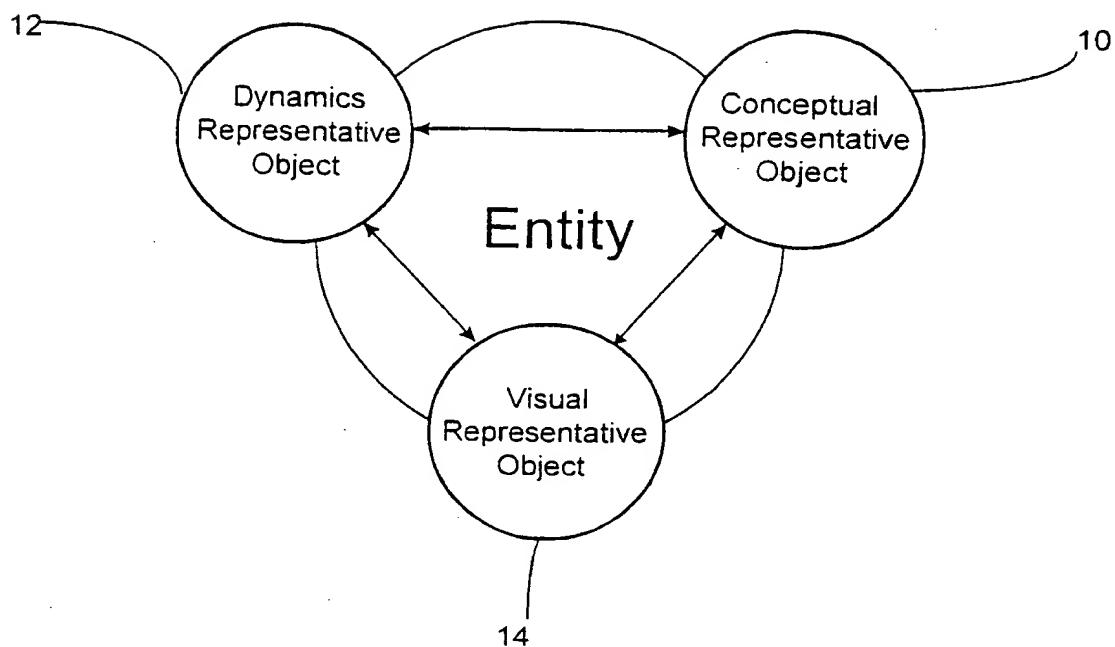 12
10
Dynamics
Representative
Object
Conceptual
Representative
Object
Entity
Visual
Representative
Object
14